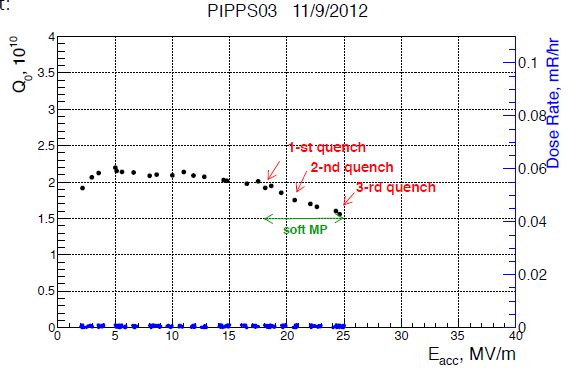 t:
PIPPS03 11/9/2012
Q0, 10^10
4
3.5
3
2.5
2
1.5
1
0.5
0
1-st quench
2-nd quench
3-rd quench
soft MP
0 5 10 15 20 25 30 35 40
Eacc, MV/m
0.1
0.08
0.06
0.04
0.02
0
Dose Rate, mR/hr